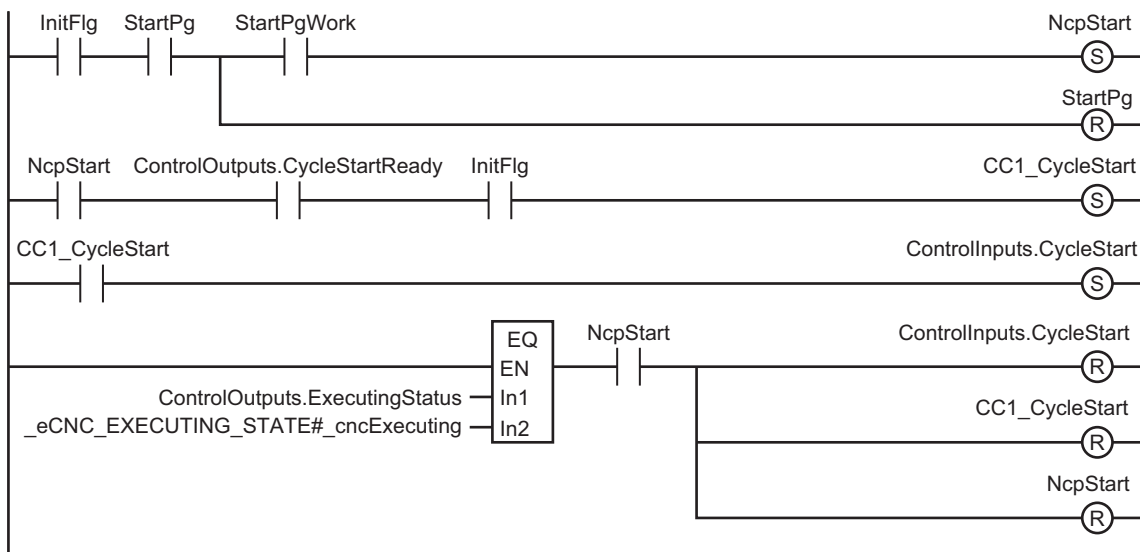 InitFlg StartPg StartPgWork NcpStart
S
StartPg
R
NcpStart ControlOutputs.CycleStartReady InitFlg CC1_CycleStart
S
CC1_CycleStart ControlInputs.CycleStart
S
EQ NcpStart ControlInputs.CycleStart
EN R
ControlOutputs.ExecutingStatus In1 CC1_CycleStart
_eCNC_EXECUTING_STATE#_cncExecuting In2
R
NcpStart
R